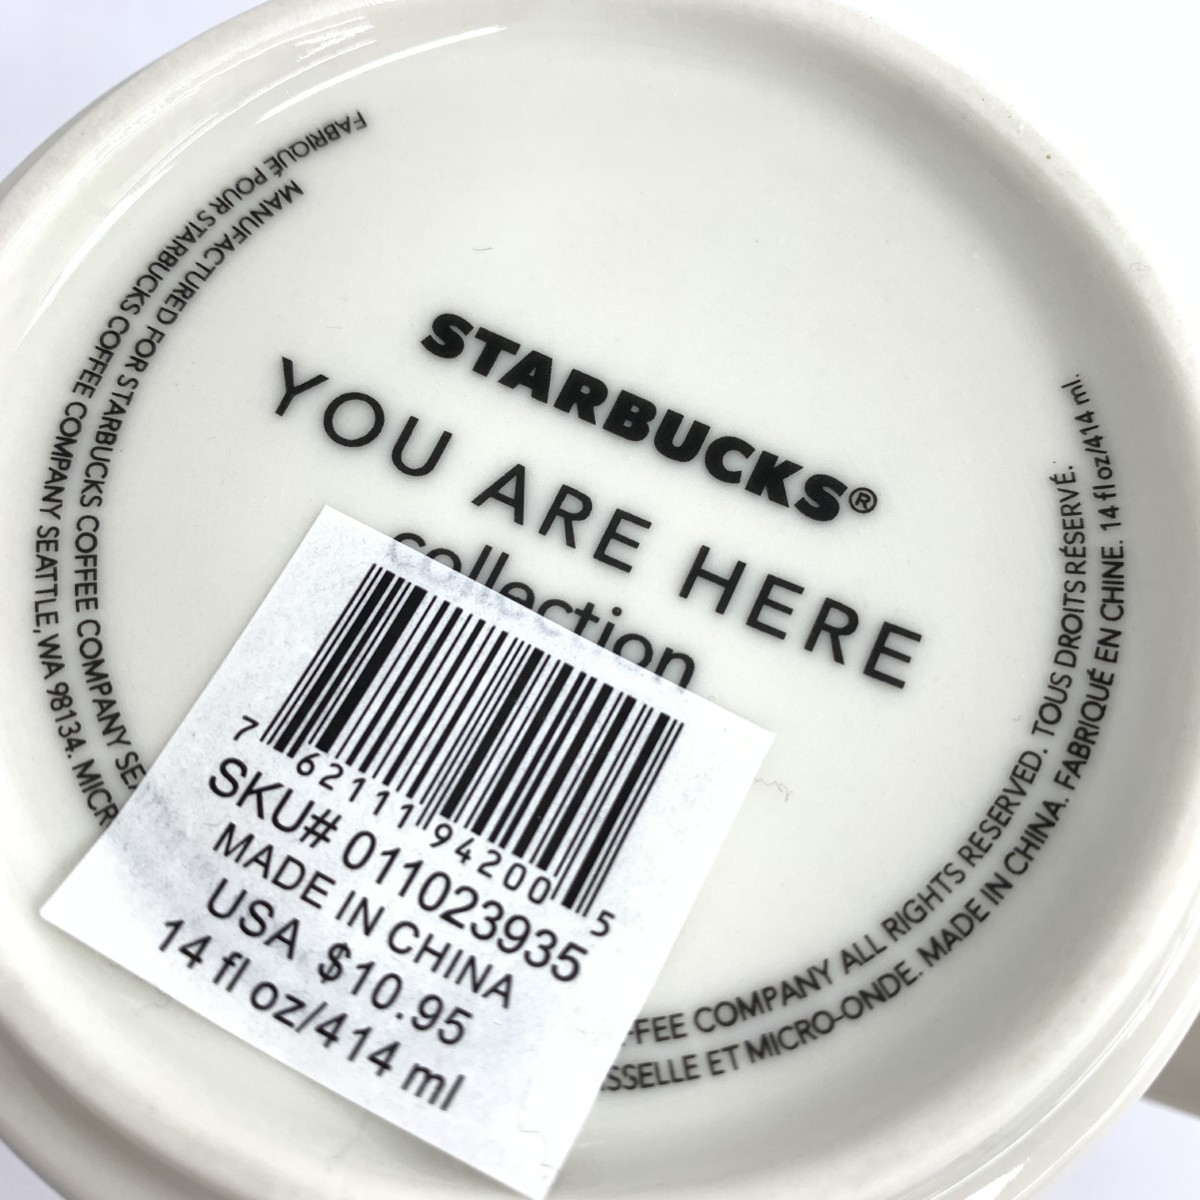 STARBUCKS®
YOU ARE HERE
collection
7 62111 94200 5
SKU# 011023935
MADE IN CHINA
USA $10.95
14 fl oz/414 ml
MANUFACTURED FOR STARBUCKS COFFEE COMPANY SE
FABRIQUÉ POUR STARBUCKS COFFEE COMPANY SEATTLE, WA 98134. MICR
FEE COMPANY ALL RIGHTS RESERVED. TOUS DROITS RÉSERVÉ.
SSELLE ET MICRO-ONDE. MADE IN CHINA. FABRIQUÉ EN CHINE. 14 fl oz/414 ml.